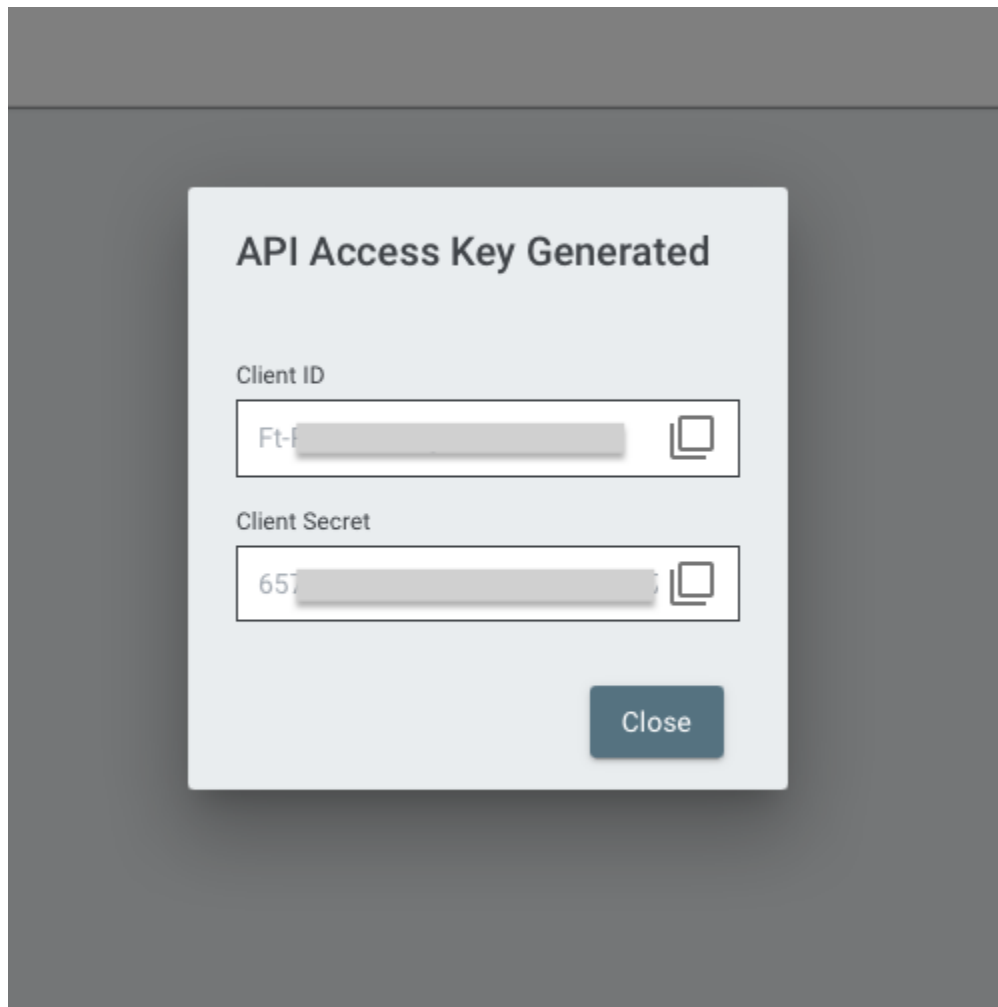 API Access Key Generated
Client ID
Ft-
Client Secret
657
Close